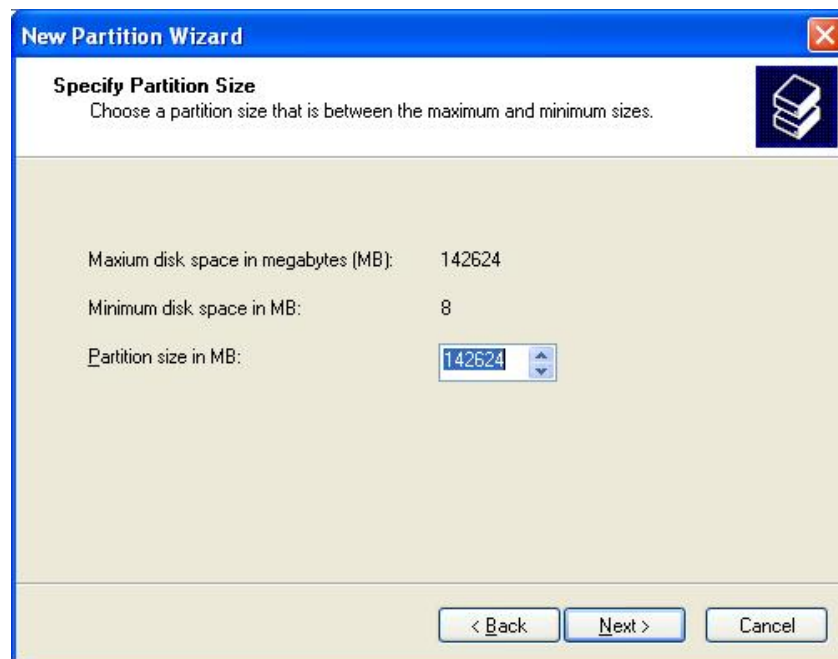 New Partition Wizard
Specify Partition Size
Choose a partition size that is between the maximum and minimum sizes.
Maxium disk space in megabytes (MB): 142624
Minimum disk space in MB: 8
Partition size in MB: 142624
< Back Next > Cancel